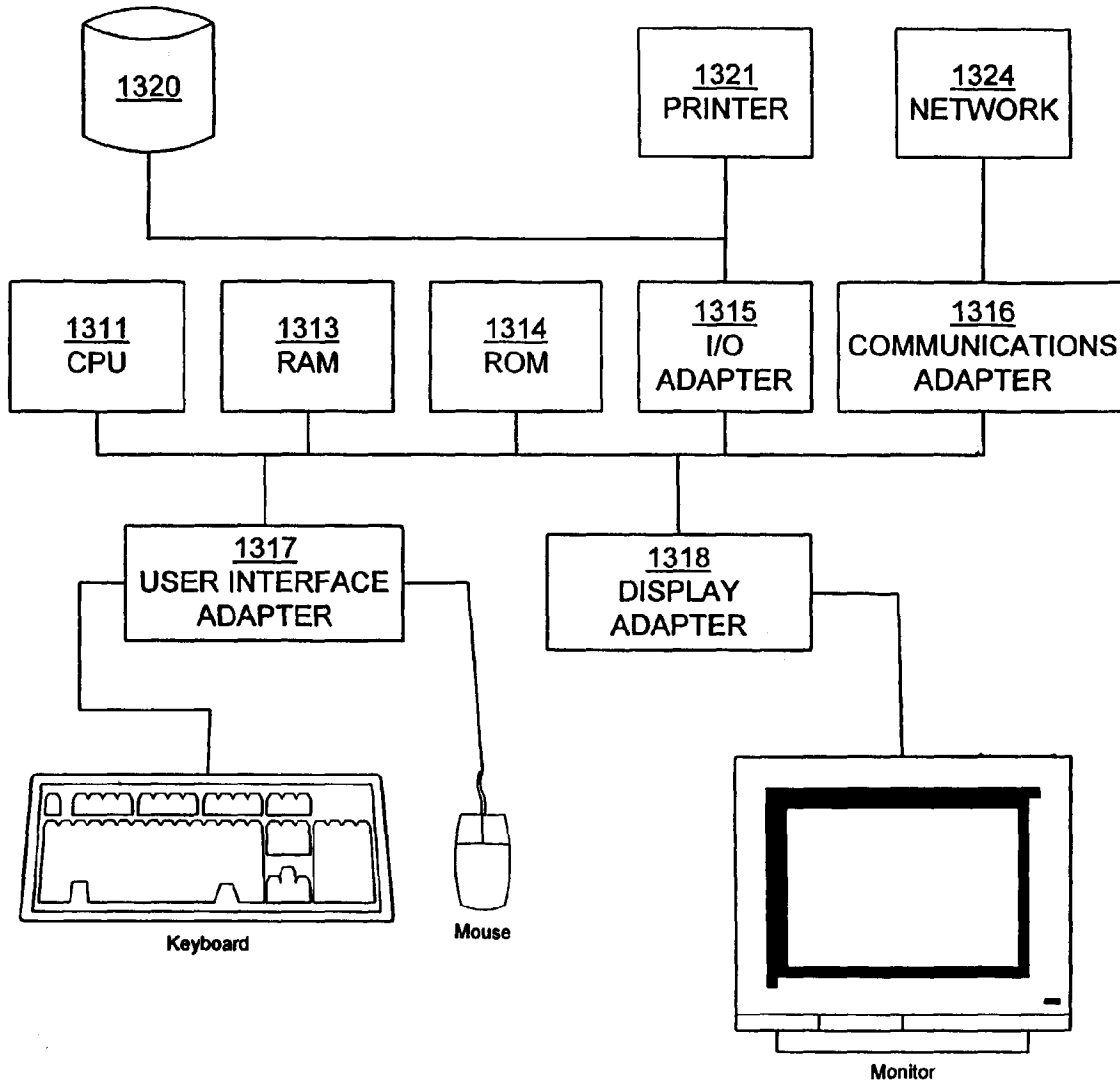 1320
1321
PRINTER
1324
NETWORK
1311
CPU
1313
RAM
1314
ROM
1315
I/O
ADAPTER
1316
COMMUNICATIONS
ADAPTER
1317
USER INTERFACE
ADAPTER
1318
DISPLAY
ADAPTER
Keyboard
Mouse
Monitor